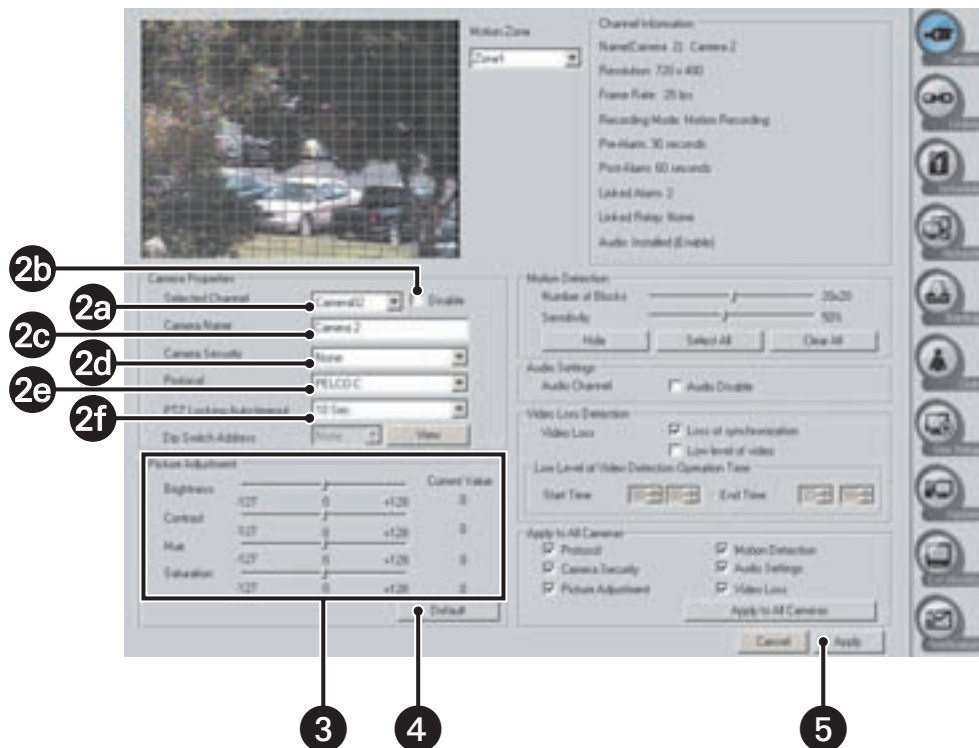 Motion Zone
Zone1
Channel Information
Name(Camera 2): Camera 2
Resolution: 720 x 480
Frame Rate: 25 fps
Recording Mode: Motion Recording
Pre-Alarm: 30 seconds
Post-Alarm: 60 seconds
Linked Alarm: 2
Linked Relay: None
Audio: Installed (Enable)
2b
2a
2c
2d
2e
2f
Camera Properties
Selected Channel
Disable
Camera Name
Camera 2
Camera Security
None
Protocol
PELCO C
PTZ Locking Auto-timeout
10 Sec
Dip Switch Address
None
View
Picture Adjustment
Current Value
Brightness
-127 0 +128 0
Contrast
-127 0 +128 0
Hue
-127 0 +128 0
Saturation
-127 0 +128 0
Default
Motion Detection
Number of Blocks 20x20
Sensitivity
Hide Select All Clear All
Audio Settings
Audio Channel Audio Disable
Video Loss Detection
Video Loss Loss of synchronization
Low level of video
Low Level of Video Detection Operation Time
Start Time End Time
Apply to All Cameras
Protocol Motion Detection
Camera Security Audio Settings
Picture Adjustment Video Loss
Apply to All Cameras
Cancel Apply
3 4 5